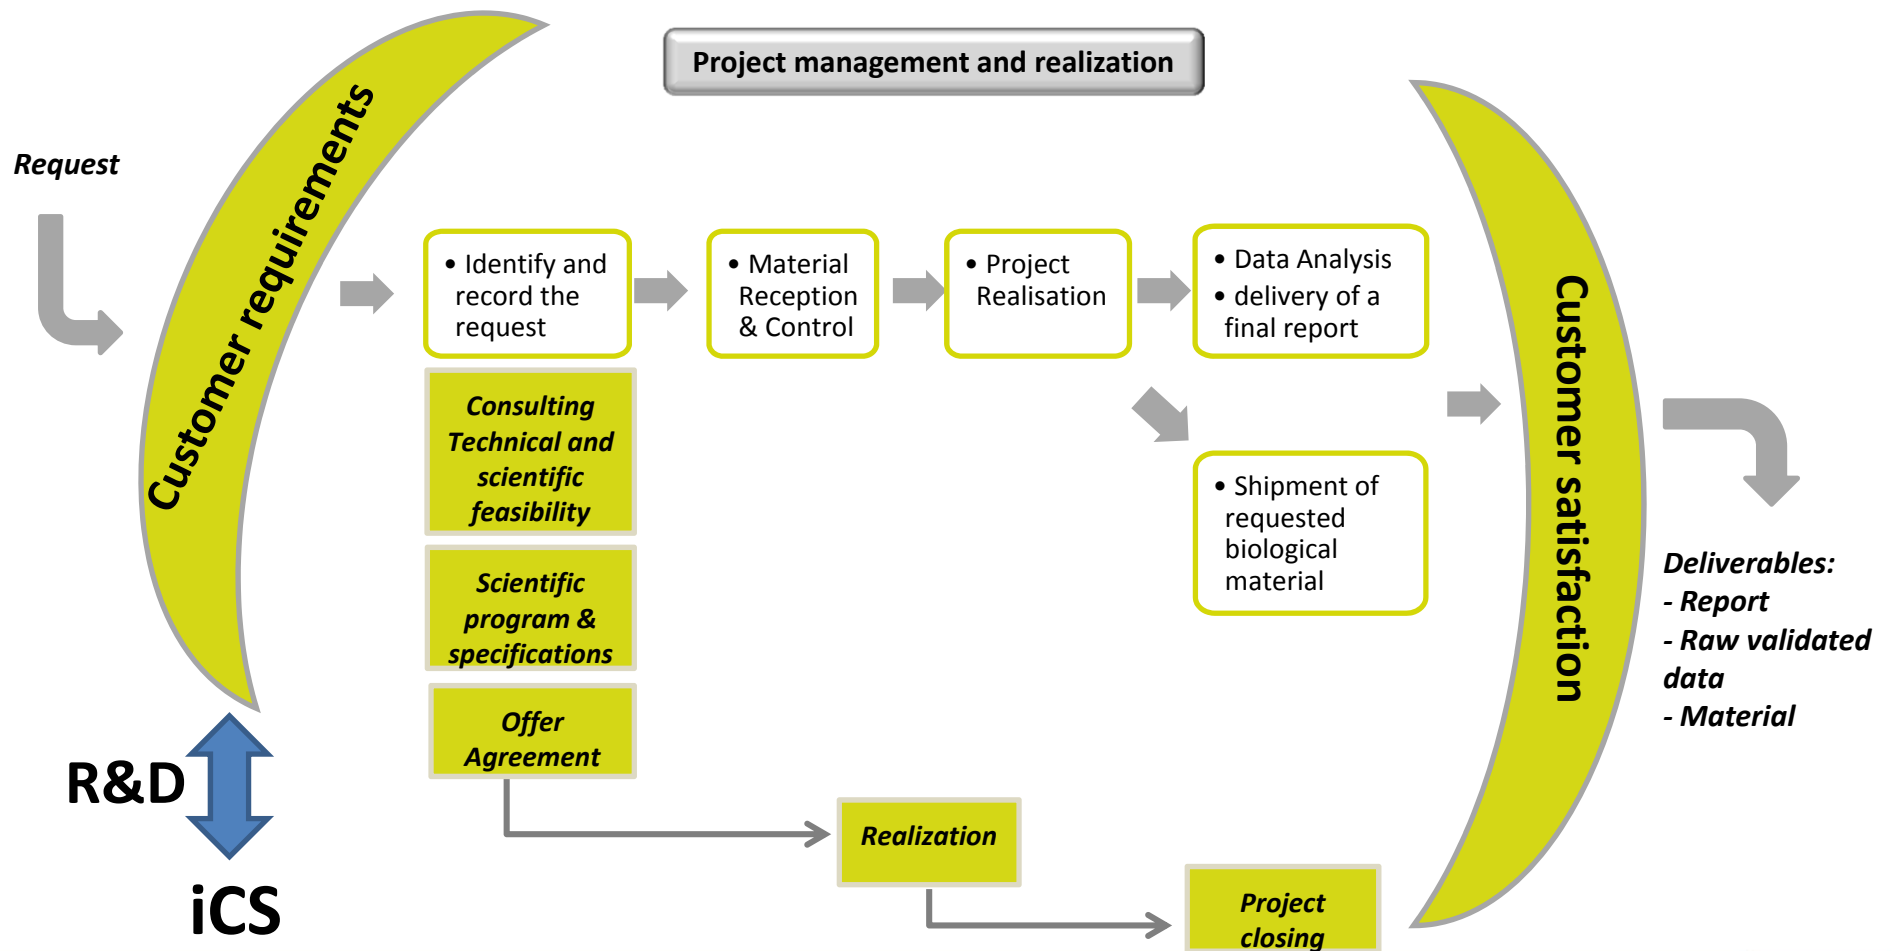 Project management and realization
Request
Customer requirements
• Identify and
record the
request
• Material
Reception
& Control
• Project
Realisation
• Data Analysis
• delivery of a
final report
Consulting
Technical and
scientific
feasibility
• Shipment of
requested
biological
material
Customer satisfaction
Scientific
program &
specifications
Deliverables:
- Report
- Raw validated
data
- Material
Offer
Agreement
R&D
iCS
Realization
Project
closing